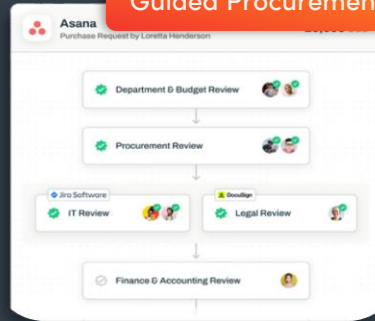 Guided Procurement
Asana
Purchase Request by Loretta Henderson
Department & Budget Review
Procurement Review
Jira Software
DocuSign
IT Review
Legal Review
Finance & Accounting Review